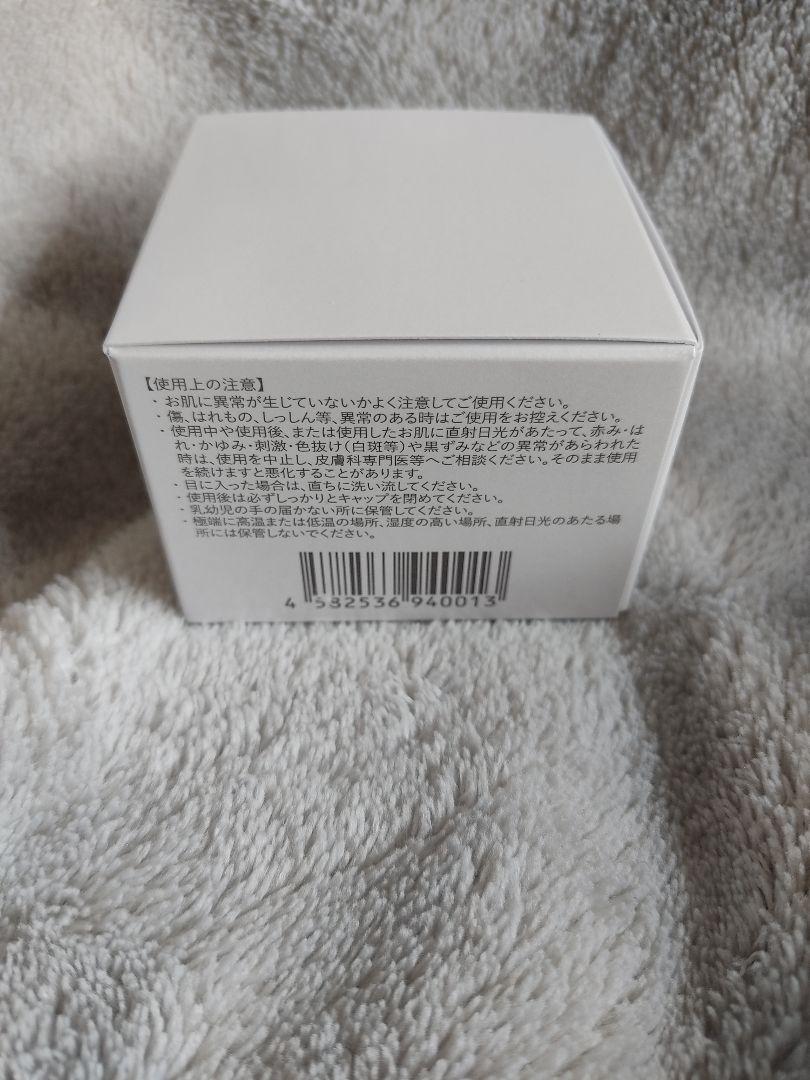 【使用上の注意】
・お肌に異常が生じていないかよく注意してご使用ください。
・傷、はれもの、しっしん等、異常のある時はご使用をお控えください。
・使用中や使用後、または使用したお肌に直射日光があたって、赤み・は
れ・かゆみ・刺激・色抜け(白斑等)や黒ずみなどの異常があらわれた
時は、使用を中止し、皮膚科専門医等へご相談ください。そのまま使用
を続けますと悪化することがあります。
・目に入った場合は、直ちに洗い流してください。
・使用後は必ずしっかりとキャップを閉めてください。
・乳幼児の手の届かない所に保管してください。
・極端に高温または低温の場所、湿度の高い場所、直射日光のあたる場
所には保管しないでください。
4 582536 940013